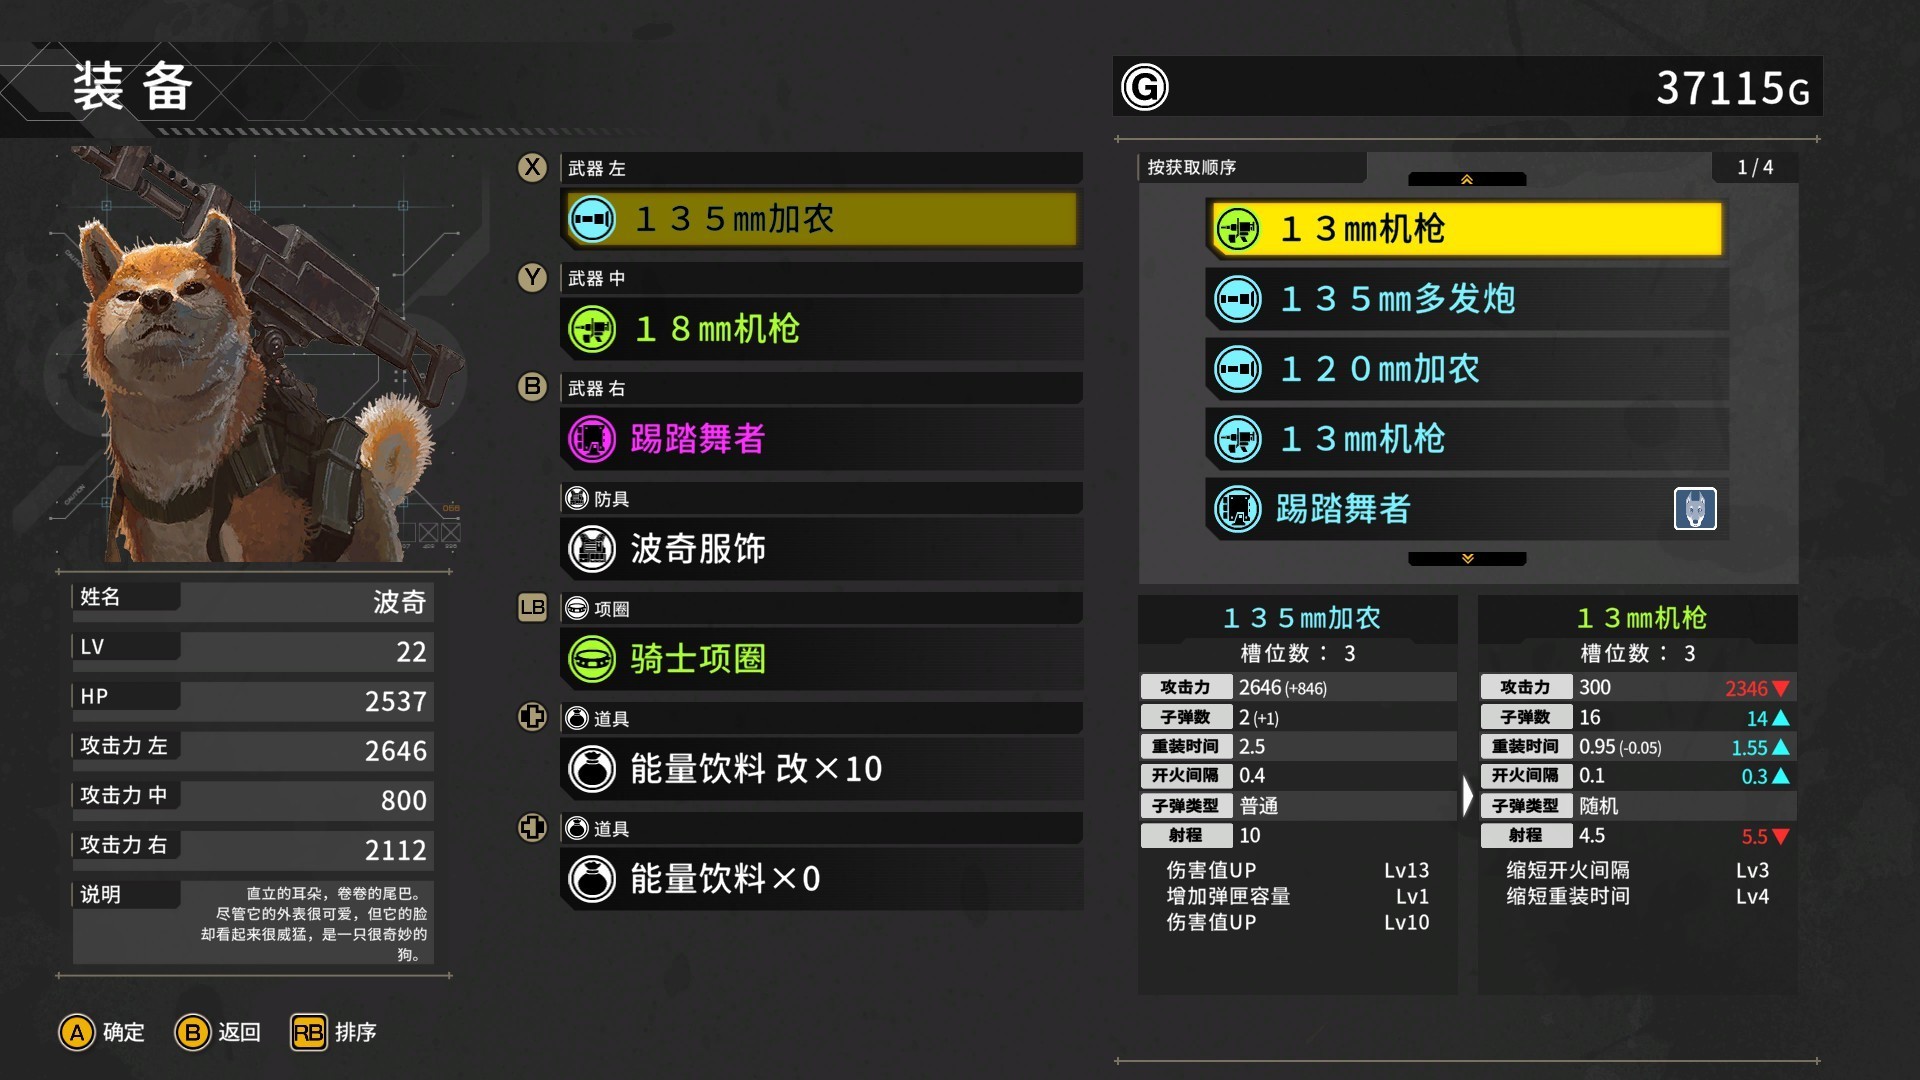 装备
G
37115G
X 武器 左
135mm加农
Y 武器 中
18mm机枪
B 武器 右
踢踏舞者
防具
波奇服饰
LB 项圈
骑士项圈
道具
能量饮料 改×10
道具
能量饮料×0
姓名 波奇
LV 22
HP 2537
攻击力 左 2646
攻击力 中 800
攻击力 右 2112
说明 直立的耳朵，卷卷的尾巴。
尽管它的外表很可爱，但它的脸
却看起来很威猛，是一只很奇妙的
狗。
按获取顺序 1/4
13mm机枪
135mm多发炮
120mm加农
13mm机枪
踢踏舞者
135mm加农
槽位数： 3
攻击力 2646 (+846)
子弹数 2 (+1)
重装时间 2.5
开火间隔 0.4
子弹类型 普通
射程 10
伤害值UP Lv13
增加弹匣容量 Lv1
伤害值UP Lv10
13mm机枪
槽位数： 3
攻击力 300 2346▼
子弹数 16 14▲
重装时间 0.95 (-0.05) 1.55▲
开火间隔 0.1 0.3▲
子弹类型 随机
射程 4.5 5.5▼
缩短开火间隔 Lv3
缩短重装时间 Lv4
A 确定 B 返回 RB 排序